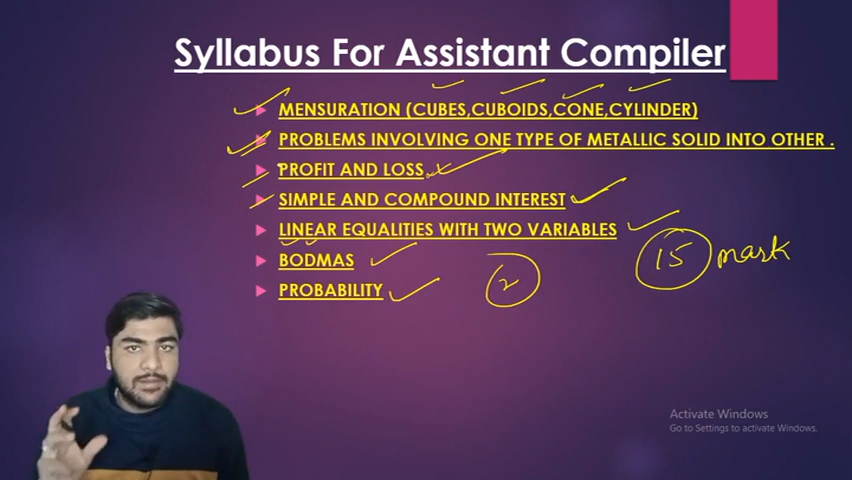 Syllabus For Assistant Compiler
MENSURATION (CUBES,CUBOIDS,CONE,CYLINDER)
PROBLEMS INVOLVING ONE TYPE OF METALLIC SOLID INTO OTHER .
PROFIT AND LOSS
SIMPLE AND COMPOUND INTEREST
LINEAR EQUALITIES WITH TWO VARIABLES
15 mark
BODMAS
PROBABILITY
2
Activate Windows
Go to Settings to activate Windows.